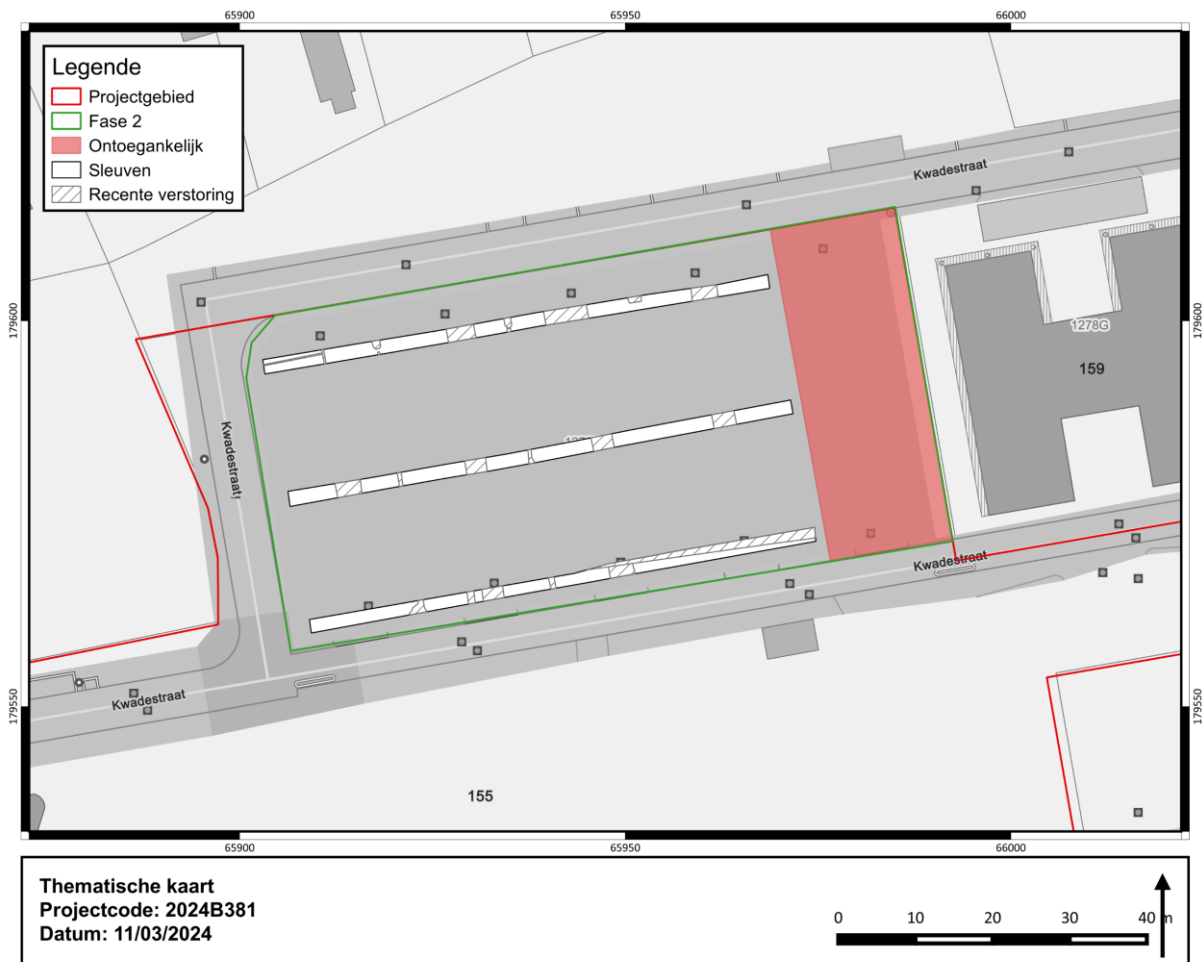 65900
65950
66000
Legende
Projectgebied
Fase 2
Ontoegankelijk
Sleuven
Recente verstoring
Kwadestraat
179600
179600
1278G
159
Kwadestraat
Kwadestraat
Kwadestraat
179550
179550
155
65900
65950
66000
Thematische kaart
Projectcode: 2024B381
Datum: 11/03/2024
0 10 20 30 40 m